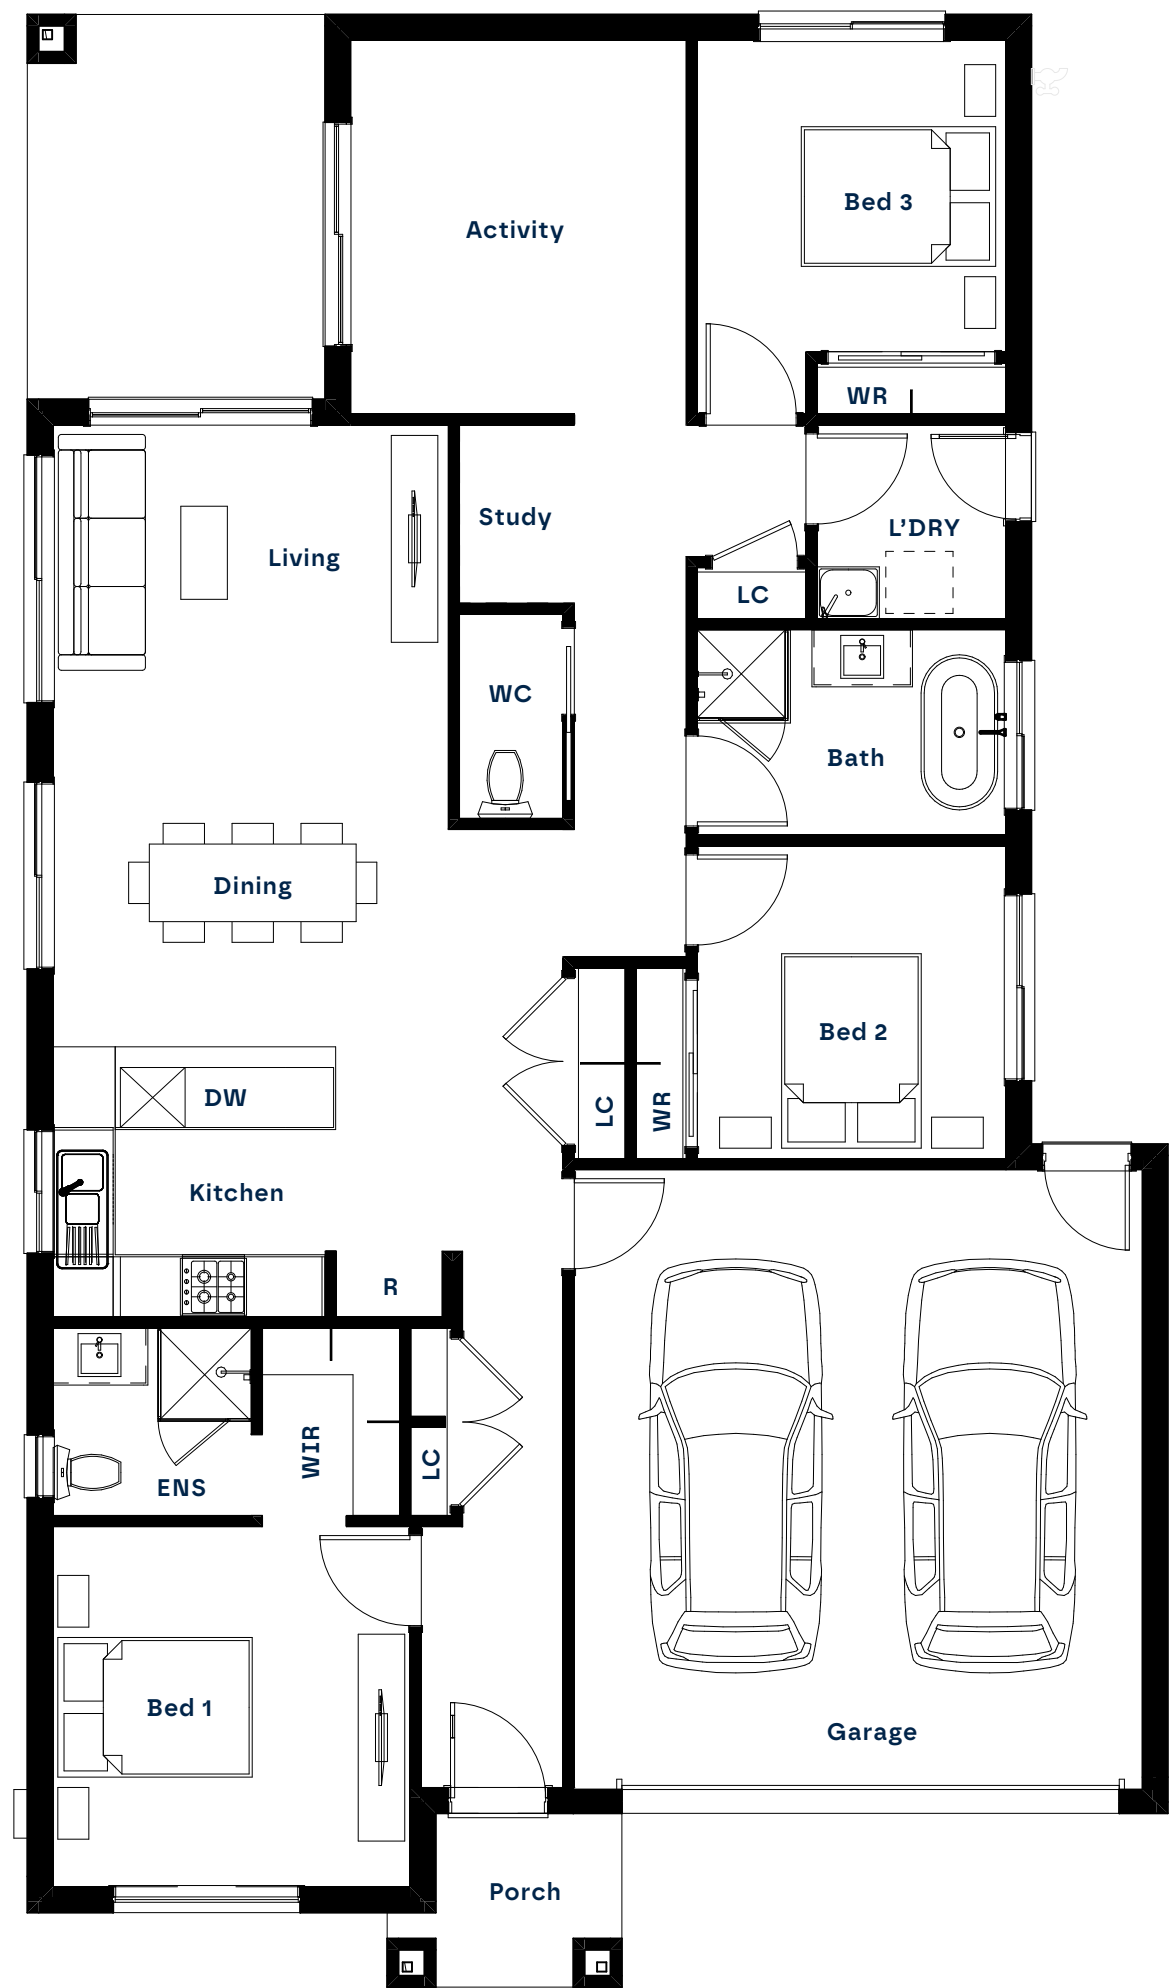 Activity
Bed 3
WR
Study
Living
L'DRY
LC
WC
Bath
Dining
Bed 2
DW
LC
WR
Kitchen
R
WIR
LC
ENS
Bed 1
Garage
Porch